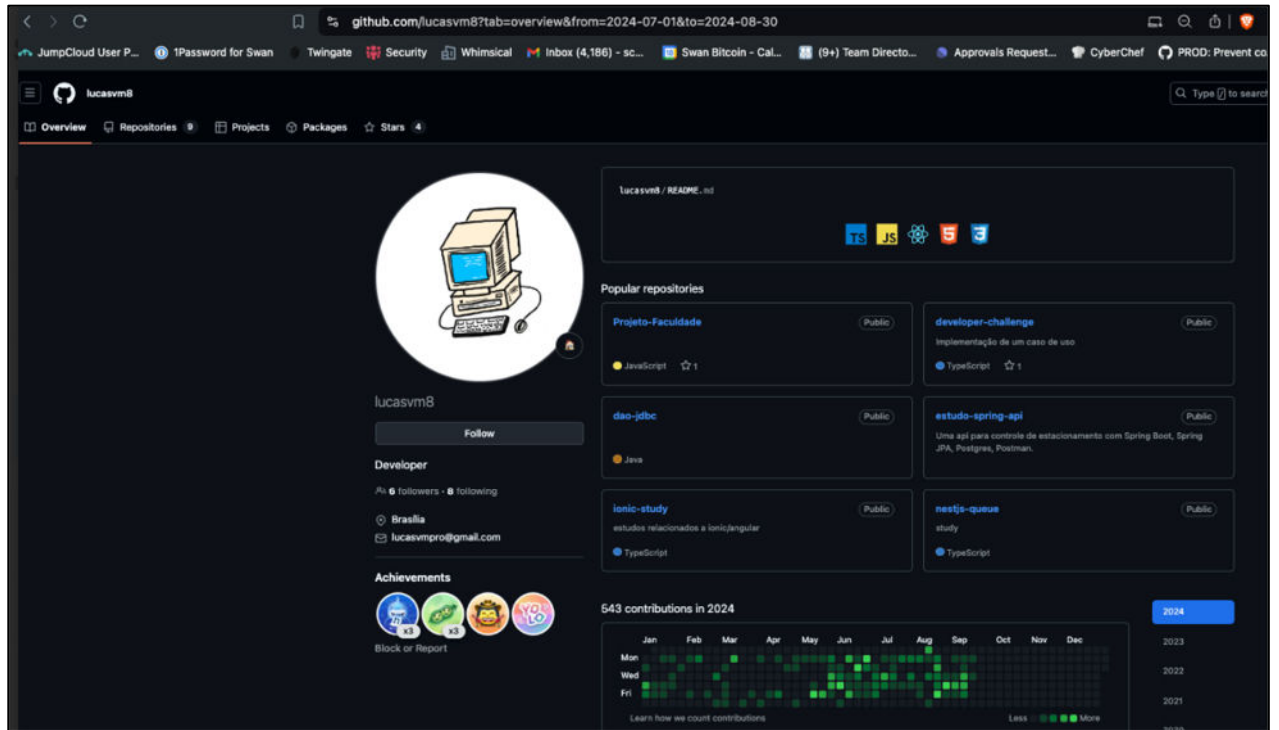 github.com/lucasvm8?tab=overview&from=2024-07-01&to=2024-08-30
JumpCloud User P... 1Password for Swan Twingate Security Whimsical Inbox (4,186) - sc... Swan Bitcoin - Cal... (9+) Team Directo... Approvals Request... CyberChef PROD: Prevent co
lucasvm8
Type / to search
Overview Repositories 9 Projects Packages Stars 4
lucasvm8 / README.md
TS JS 5 3
Popular repositories
Projeto-Faculdade Public
JavaScript 1
developer-challenge Public
Implementação de um caso de uso
TypeScript 1
lucasvm8
Follow
dao-jdbc Public
Java
estudo-spring-api Public
Uma api para controle de estacionamento com Spring Boot, Spring
JPA, Postgres, Postman.
Developer
6 followers · 8 following
Brasília
lucasvmpro@gmail.com
ionic-study Public
estudos relacionados a ionic/angular
TypeScript
nestjs-queue Public
study
TypeScript
Achievements
x3 x3 YOLO
Block or Report
543 contributions in 2024
2024
2023
2022
2021
Jan Feb Mar Apr May Jun Jul Aug Sep Oct Nov Dec
Mon
Wed
Fri
Learn how we count contributions
Less More